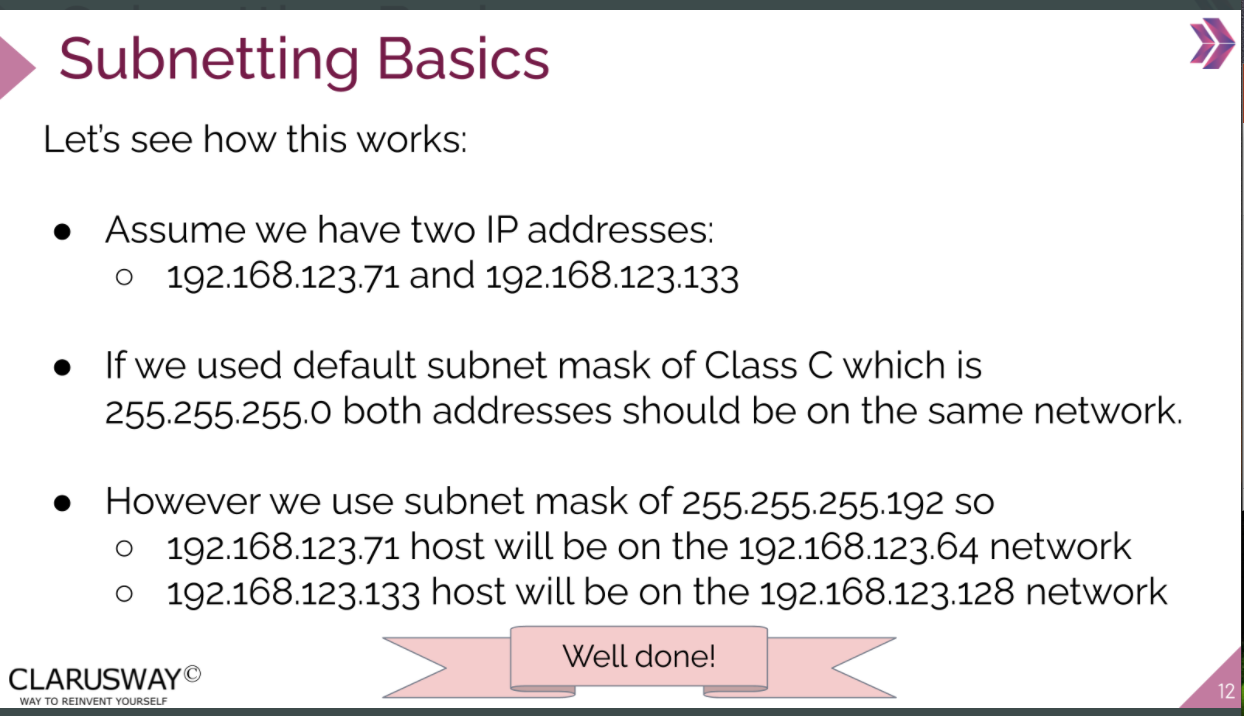 Subnetting Basics
Let's see how this works:
● Assume we have two IP addresses:
○ 192.168.123.71 and 192.168.123.133
● If we used default subnet mask of Class C which is
255.255.255.0 both addresses should be on the same network.
● However we use subnet mask of 255.255.255.192 so
○ 192.168.123.71 host will be on the 192.168.123.64 network
○ 192.168.123.133 host will be on the 192.168.123.128 network
Well done!
CLARUSWAY©
WAY TO REINVENT YOURSELF
12